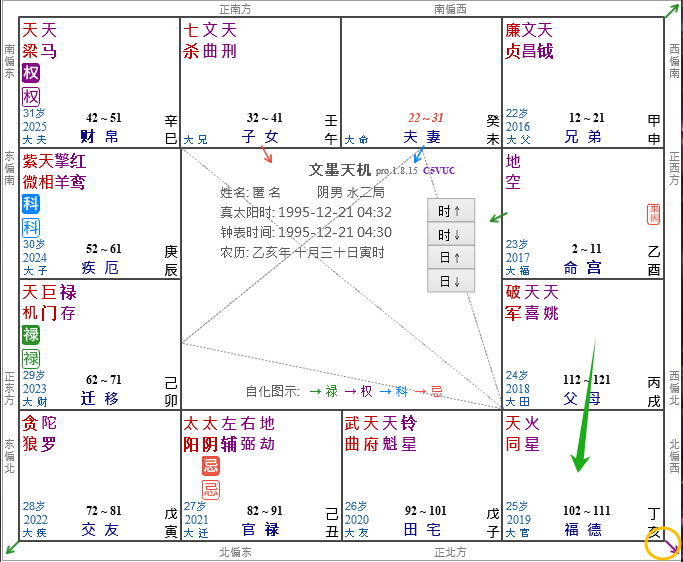 正南方
南偏西
南偏东
天 天
梁 马
权
权
31岁
2025
大 夫
42 ~ 51
财 帛
辛
巳
七 文 天
杀 曲 刑
大 兄
32 ~ 41
子 女
壬
午
大 命
22 ~ 31
夫 妻
癸
未
廉 文 天
贞 昌 钺
22岁
2016
大 父
12 ~ 21
兄 弟
甲
申
西偏南
东偏南
紫 天 擎 红
微 相 羊 鸾
科
科
30岁
2024
大 子
52 ~ 61
疾 厄
庚
辰
文墨天机 pro 1.8.15 C5VUC
姓名: 匿 名 阴男 水二局
真太阳时: 1995-12-21 04:32
钟表时间: 1995-12-21 04:30
农历: 乙亥年 十月三十日寅时
时↑
时↓
日↑
日↓
地
空
来因
23岁
2017
大 福
2 ~ 11
命 宫
乙
酉
正西方
天 巨 禄
机 门 存
禄
禄
29岁
2023
大 财
62 ~ 71
迁 移
己
卯
正东方
自化图示: →禄 →权 →科 →忌
破 天 天
军 喜 姚
24岁
2018
大 田
112 ~ 121
父 母
丙
戌
西偏北
东偏北
贪 陀
狼 罗
28岁
2022
大 疾
72 ~ 81
交 友
戊
寅
太 太 左 右 地
阳 阴 辅 弼 劫
忌
忌
27岁
2021
大 迁
82 ~ 91
官 禄
己
丑
武 天 天 铃
曲 府 魁 星
26岁
2020
大 友
92 ~ 101
田 宅
戊
子
天 火
同 星
25岁
2019
大 官
102 ~ 111
福 德
丁
亥
北偏西
北偏东
正北方